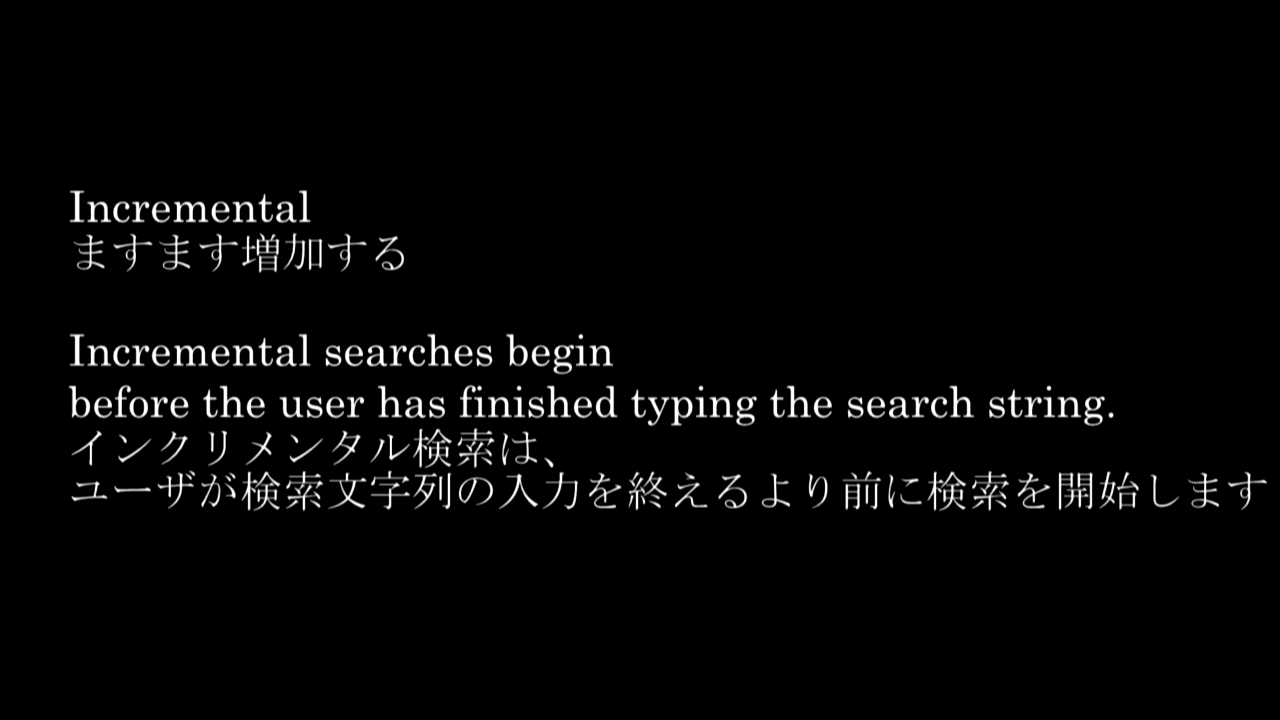 Incremental
ますます増加する
Incremental searches begin
before the user has finished typing the search string.
インクリメンタル検索は、
ユーザが検索文字列の入力を終えるより前に検索を開始します